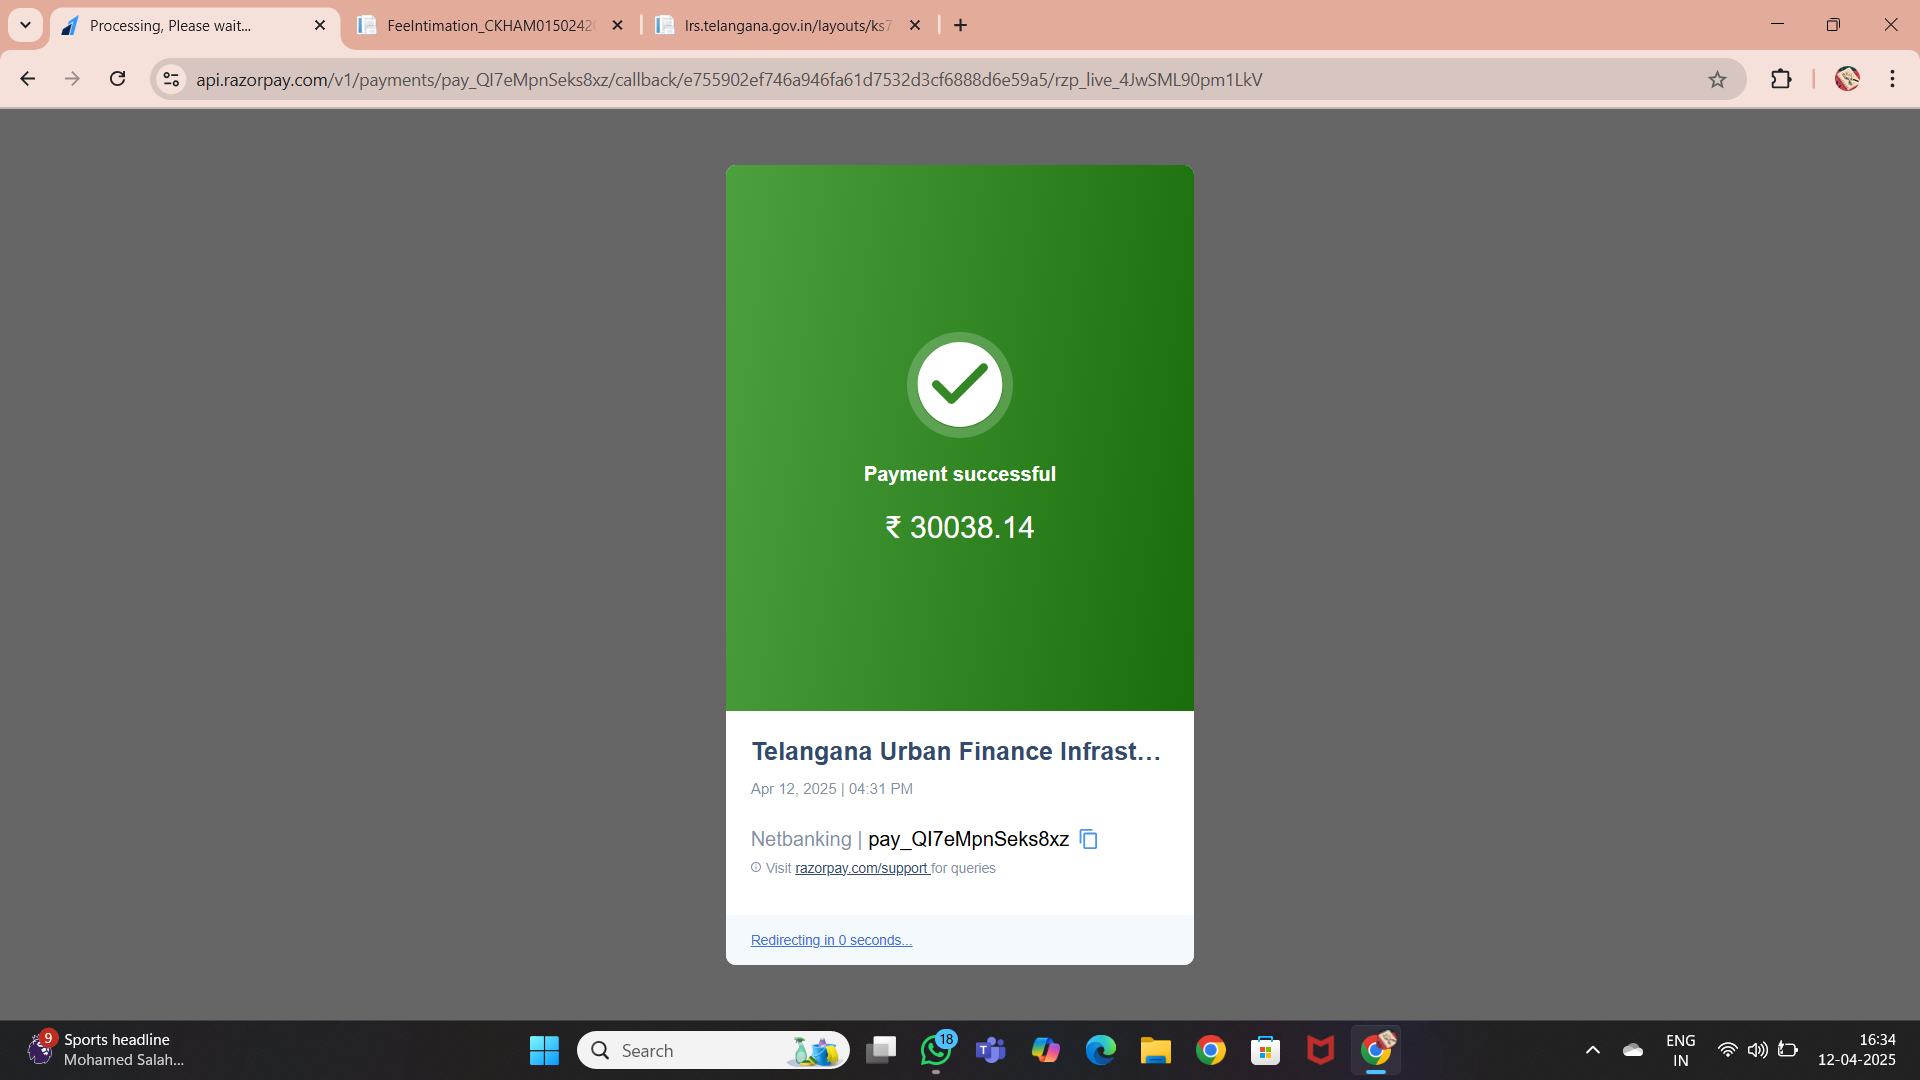 Processing, Please wait...
FeeIntimation_CKHAM0150242
lrs.telangana.gov.in/layouts/ks7
api.razorpay.com/v1/payments/pay_QI7eMpnSeks8xz/callback/e755902ef746a946fa61d7532d3cf6888d6e59a5/rzp_live_4JwSML90pm1LkV
Payment successful
₹ 30038.14
Telangana Urban Finance Infrast...
Apr 12, 2025 | 04:31 PM
Netbanking | pay_QI7eMpnSeks8xz
Visit razorpay.com/support for queries
Redirecting in 0 seconds...
9
Sports headline
Mohamed Salah...
Search
18
ENG
IN
16:34
12-04-2025